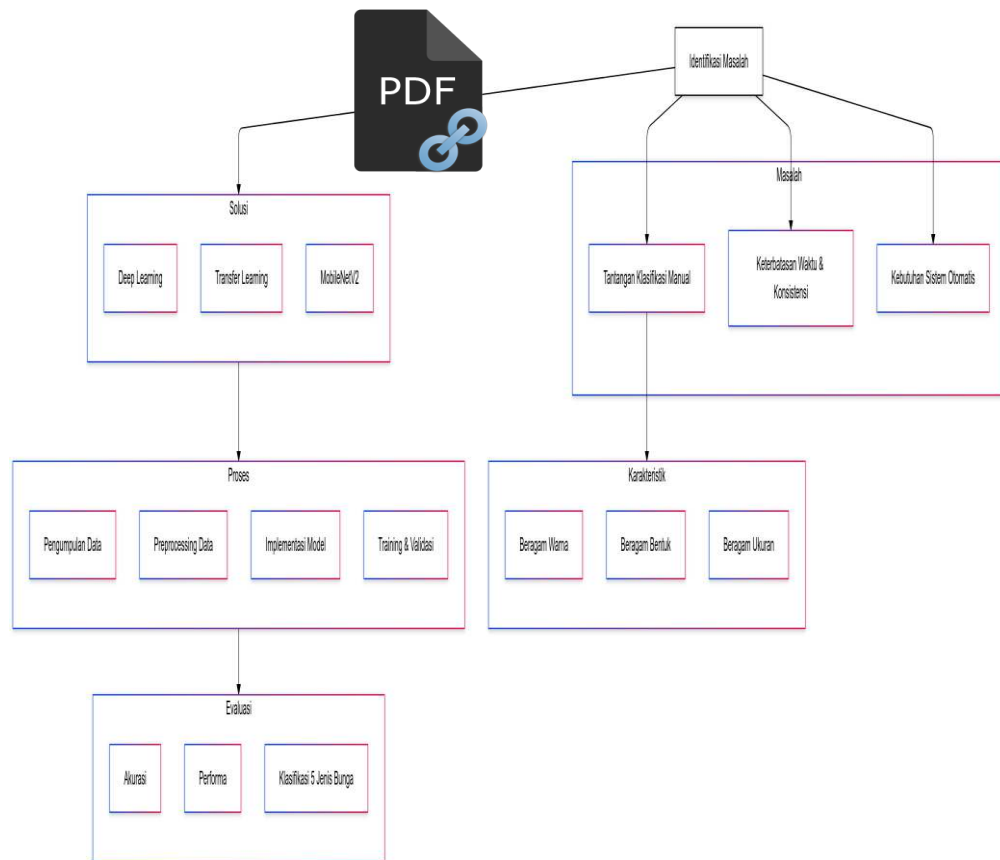 PDF
Identifikasi Masalah
Solusi
Deep Learning
Transfer Learning
MobileNetV2
Masalah
Tantangan Klasifikasi Manual
Keterbatasan Waktu &
Konsistensi
Kebutuhan Sistem Otomatis
Proses
Pengumpulan Data
Preprocessing Data
Implementasi Model
Training & Validasi
Karakteristik
Beragam Warna
Beragam Bentuk
Beragam Ukuran
Evaluasi
Akurasi
Performa
Klasifikasi 5 Jenis Bunga